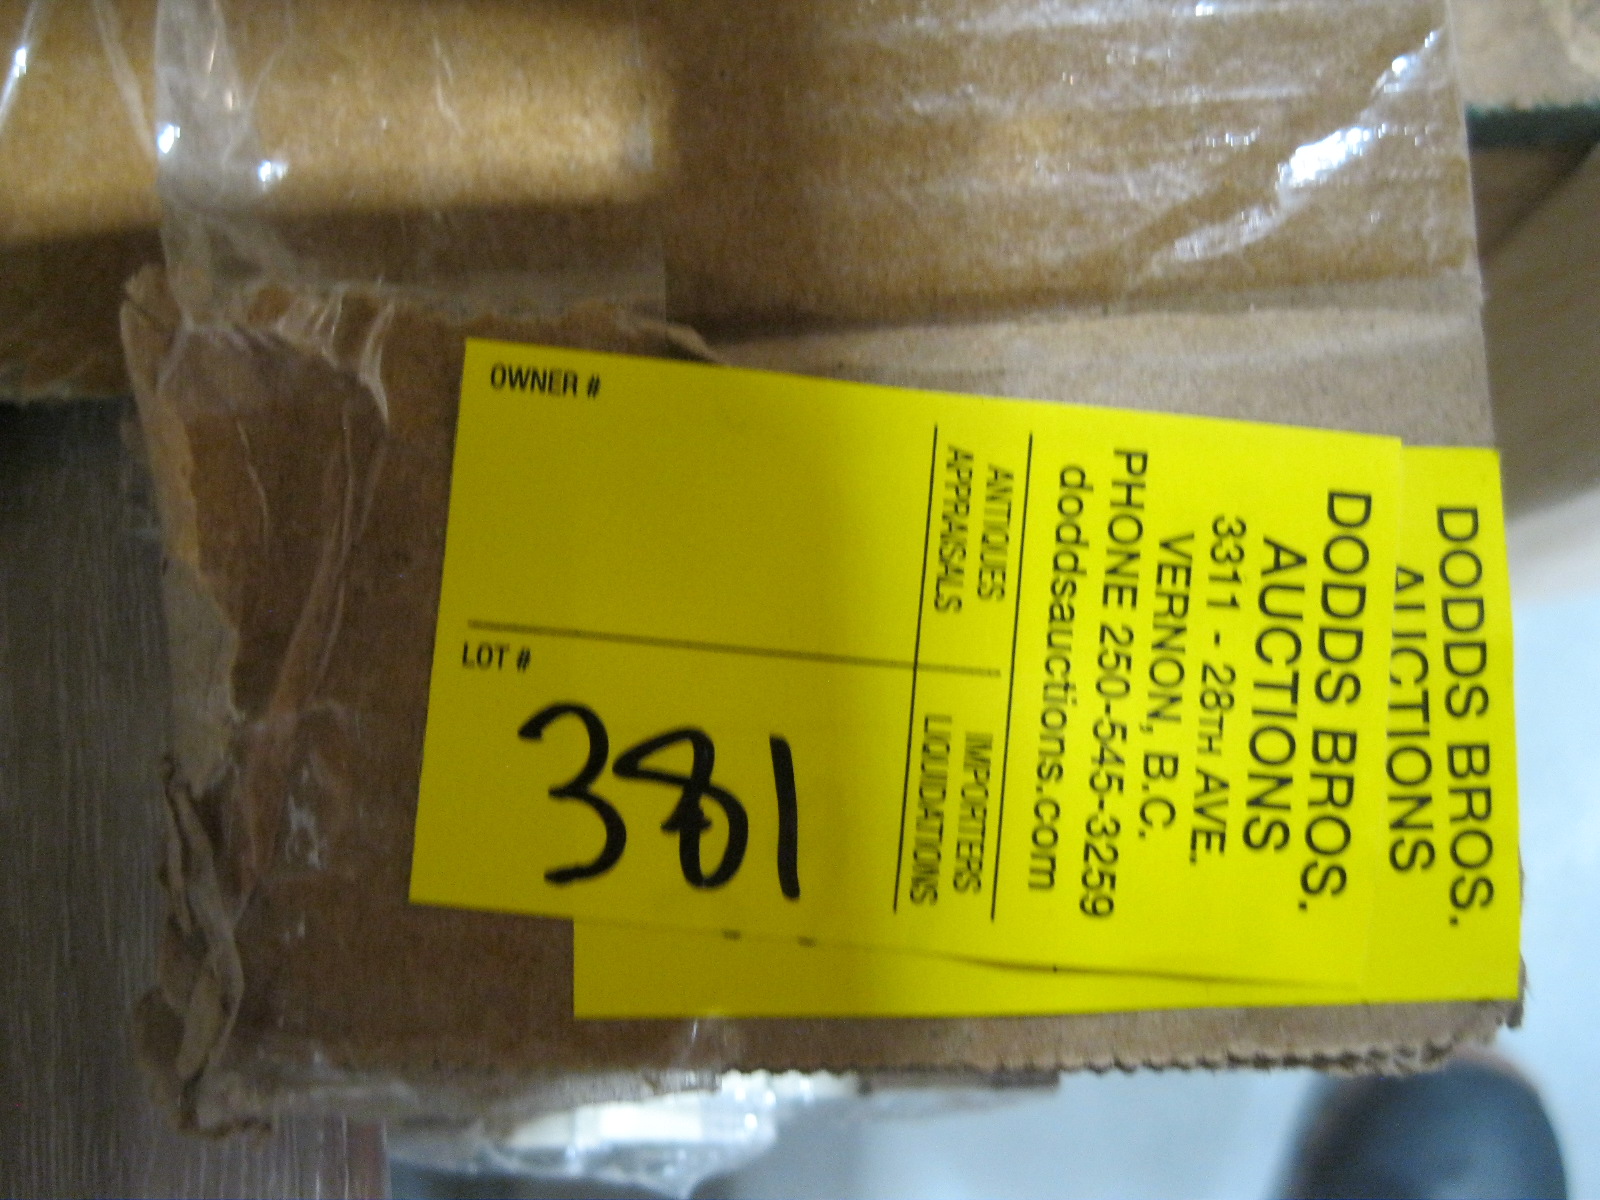 DODDS BROS.
AUCTIONS
DODDS BROS.
AUCTIONS
3311 - 28TH AVE.
VERNON, B.C.
PHONE 250-545-3259
doddsauctions.com
ANTIQUES IMPORTERS
APPRAISALS LIQUIDATIONS
OWNER #
LOT #
381